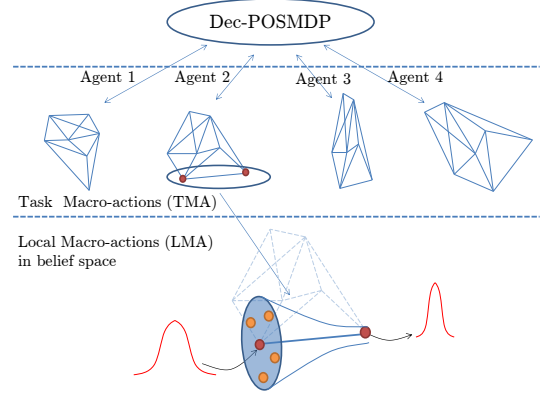 Dec-POSMDP
Agent 1 Agent 2 Agent 3 Agent 4
Task Macro-actions (TMA)
Local Macro-actions (LMA)
in belief space